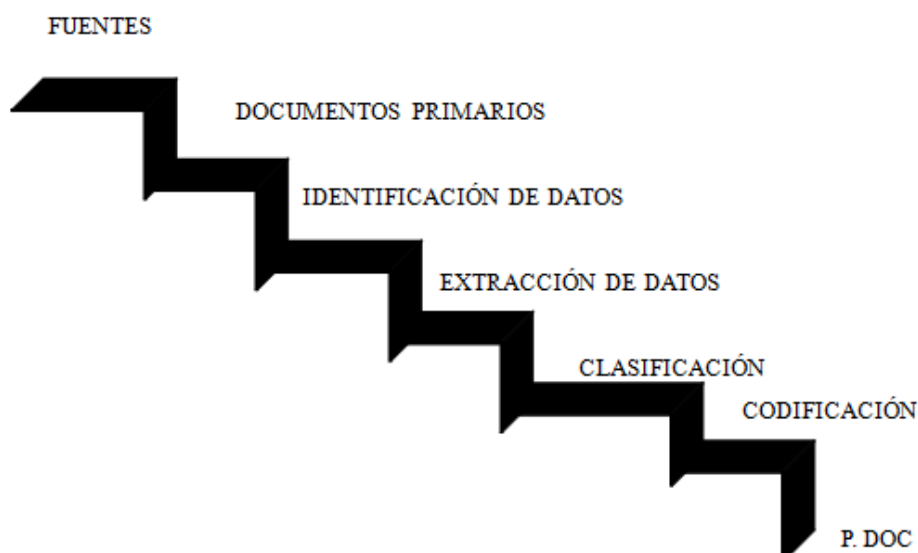 FUENTES
DOCUMENTOS PRIMARIOS
IDENTIFICACIÓN DE DATOS
EXTRACCIÓN DE DATOS
CLASIFICACIÓN
CODIFICACIÓN
P. DOC